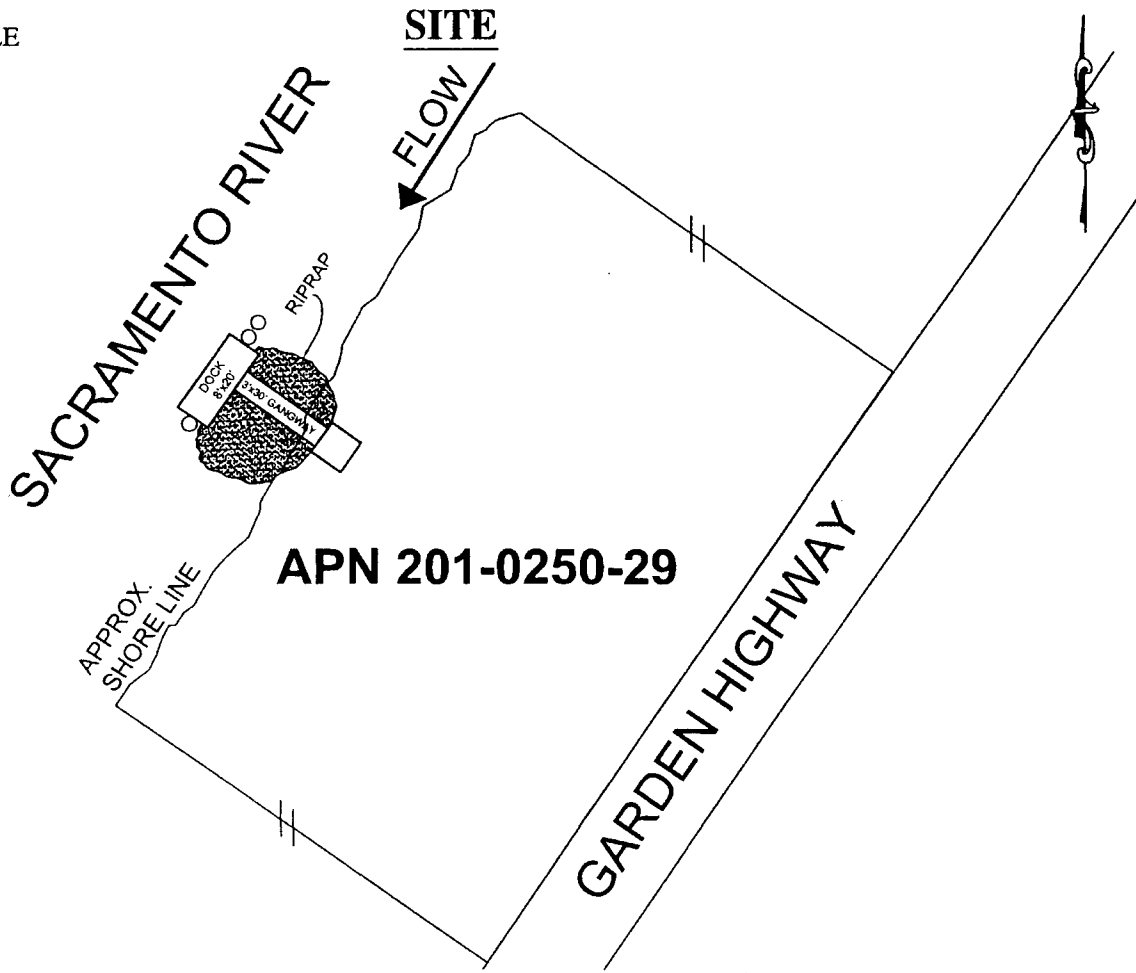 SITE
FLOW
SACRAMENTO RIVER
RIPRAP
DOCK
8'x20'
3'x30' GANGWAY
APN 201-0250-29
APPROX.
SHORE LINE
GARDEN HIGHWAY